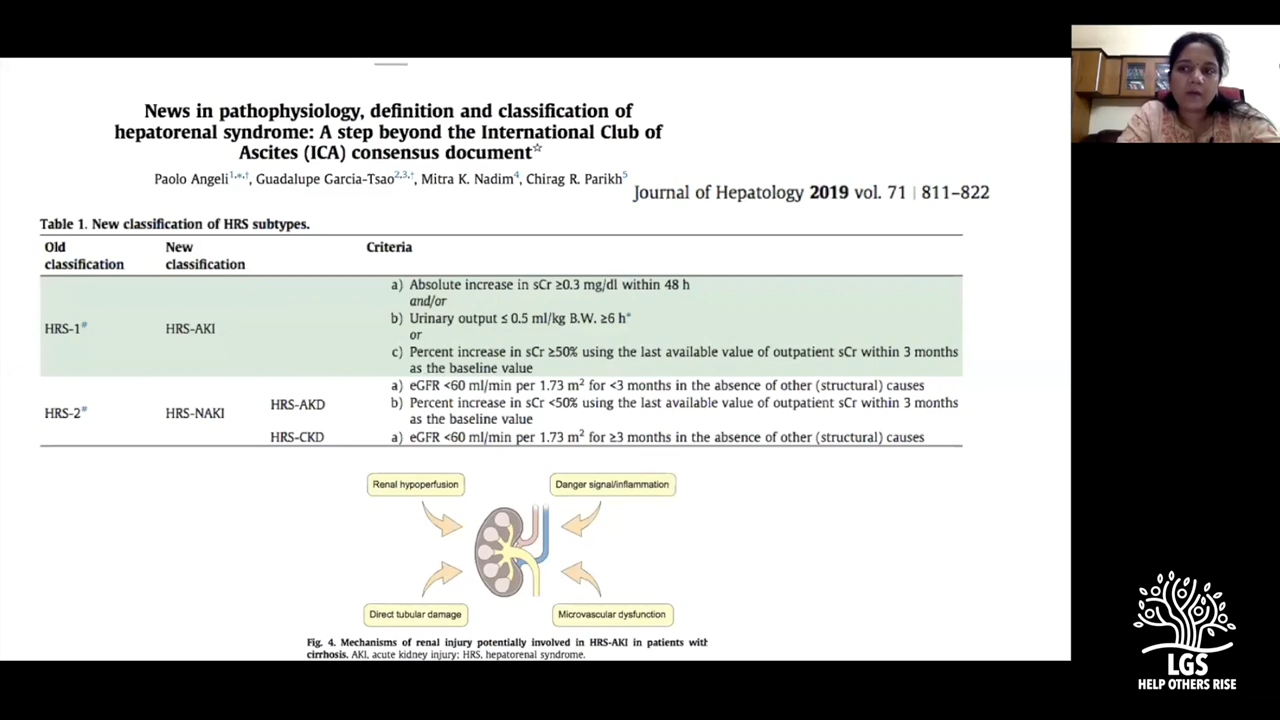 News in pathophysiology, definition and classification of
hepatorenal syndrome: A step beyond the International Club of
Ascites (ICA) consensus document☆
Paolo Angeli1,*,†, Guadalupe Garcia-Tsao2,3,†, Mitra K. Nadim4, Chirag R. Parikh5
Journal of Hepatology 2019 vol. 71 | 811–822
Table 1. New classification of HRS subtypes.
Old classification New classification Criteria
HRS-1# HRS-AKI a) Absolute increase in sCr ≥0.3 mg/dl within 48 h
and/or
b) Urinary output ≤ 0.5 ml/kg B.W. ≥6 h*
or
c) Percent increase in sCr ≥50% using the last available value of outpatient sCr within 3 months
as the baseline value
HRS-2# HRS-NAKI HRS-AKD a) eGFR <60 ml/min per 1.73 m2 for <3 months in the absence of other (structural) causes
b) Percent increase in sCr <50% using the last available value of outpatient sCr within 3 months
as the baseline value
HRS-CKD a) eGFR <60 ml/min per 1.73 m2 for ≥3 months in the absence of other (structural) causes
Renal hypoperfusion
Danger signal/inflammation
Direct tubular damage
Microvascular dysfunction
Fig. 4. Mechanisms of renal injury potentially involved in HRS-AKI in patients with
cirrhosis. AKI, acute kidney injury; HRS, hepatorenal syndrome.
LGS
HELP OTHERS RISE